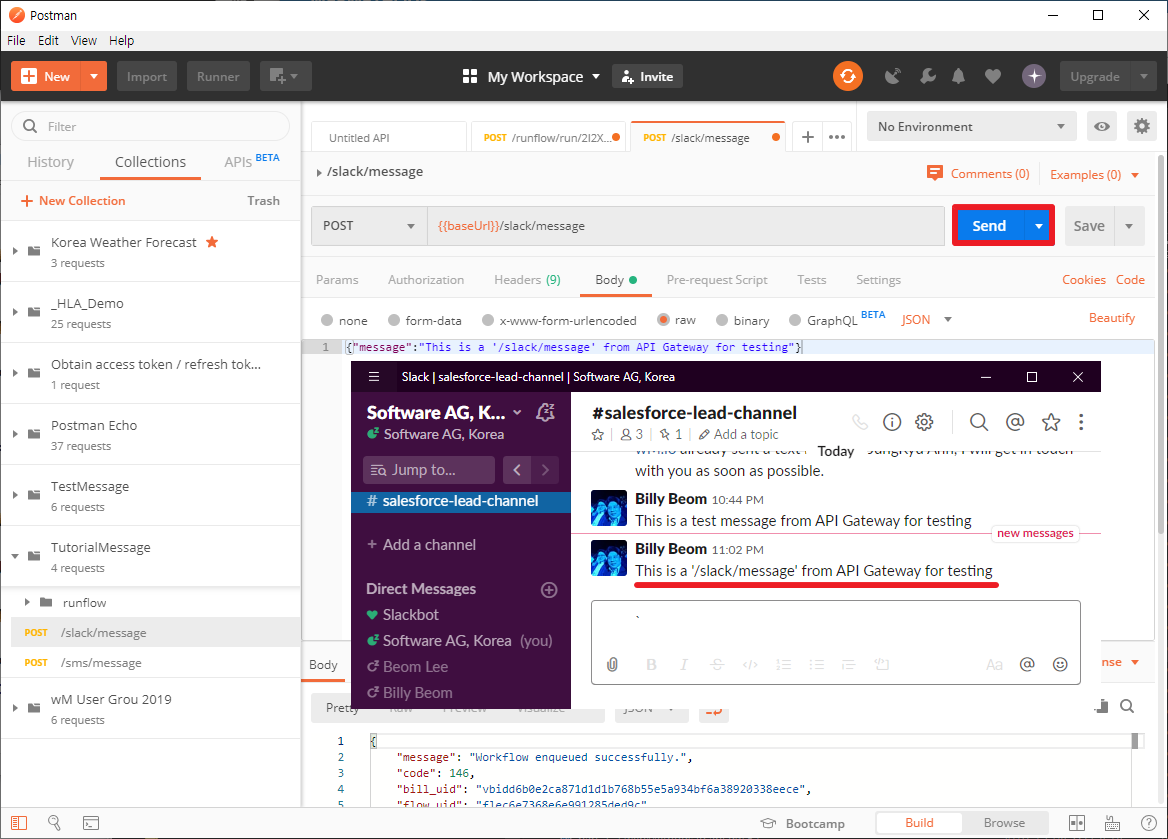 Postman
File Edit View Help
New Import Runner My Workspace Invite Upgrade
Filter
History Collections APIs BETA
New Collection Trash
Korea Weather Forecast
3 requests
_HLA_Demo
25 requests
Obtain access token / refresh tok...
1 request
Postman Echo
37 requests
TestMessage
6 requests
TutorialMessage
4 requests
runflow
POST /slack/message
POST /sms/message
wM User Grou 2019
6 requests
Untitled API POST /runflow/run/2I2X... POST /slack/message + ••• No Environment
/slack/message Comments (0) Examples (0)
POST {{baseUrl}}/slack/message Send Save
Params Authorization Headers (9) Body Pre-request Script Tests Settings Cookies Code
none form-data x-www-form-urlencoded raw binary GraphQL BETA JSON Beautify
1 {"message":"This is a '/slack/message' from API Gateway for testing"}
Slack | salesforce-lead-channel | Software AG, Korea
Software AG, K...
Software AG, Korea
Jump to...
# salesforce-lead-channel
+ Add a channel
Direct Messages
Slackbot
Software AG, Korea (you)
Beom Lee
Billy Beom
#salesforce-lead-channel
3 1 Add a topic
Today
with you as soon as possible.
Billy Beom 10:44 PM
This is a test message from API Gateway for testing
new messages
Billy Beom 11:02 PM
This is a '/slack/message' from API Gateway for testing
`
B I S </> Aa @
Body nse
Pretty Raw Preview Visualize JSON
1 {
2 "message": "Workflow enqueued successfully.",
3 "code": 146,
4 "bill_uid": "vbidd6b0e2ca871d1d1b768b55e5a934bf6a38920338eece",
5
Bootcamp Build Browse